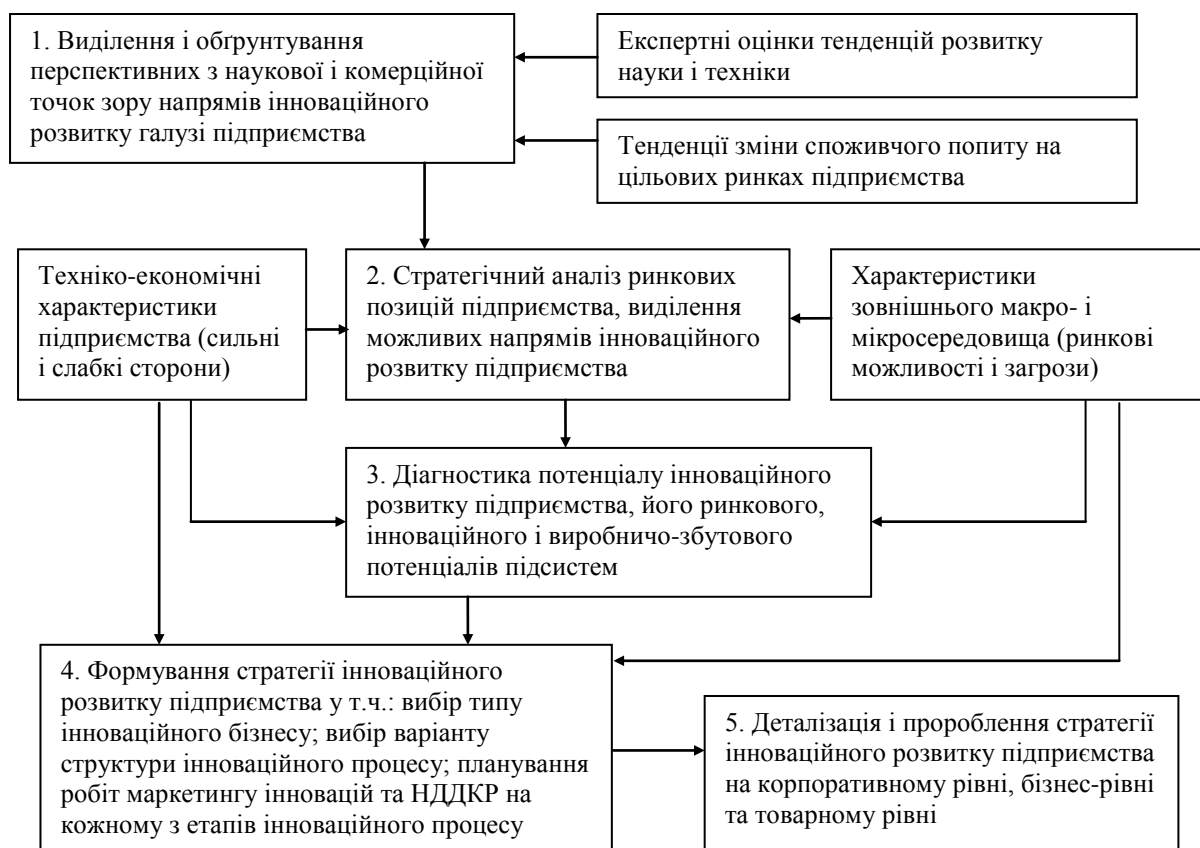 1. Виділення і обґрунтування
перспективних з наукової і комерційної
точок зору напрямів інноваційного
розвитку галузі підприємства
Експертні оцінки тенденцій розвитку
науки і техніки
Тенденції зміни споживчого попиту на
цільових ринках підприємства
Техніко-економічні
характеристики
підприємства (сильні
і слабкі сторони)
2. Стратегічний аналіз ринкових
позицій підприємства, виділення
можливих напрямів інноваційного
розвитку підприємства
Характеристики
зовнішнього макро- і
мікросередовища (ринкові
можливості і загрози)
3. Діагностика потенціалу інноваційного
розвитку підприємства, його ринкового,
інноваційного і виробничо-збутового
потенціалів підсистем
4. Формування стратегії інноваційного
розвитку підприємства у т.ч.: вибір типу
інноваційного бізнесу; вибір варіанту
структури інноваційного процесу; планування
робіт маркетингу інновацій та НДДКР на
кожному з етапів інноваційного процесу
5. Деталізація і пророблення стратегії
інноваційного розвитку підприємства
на корпоративному рівні, бізнес-рівні
та товарному рівні